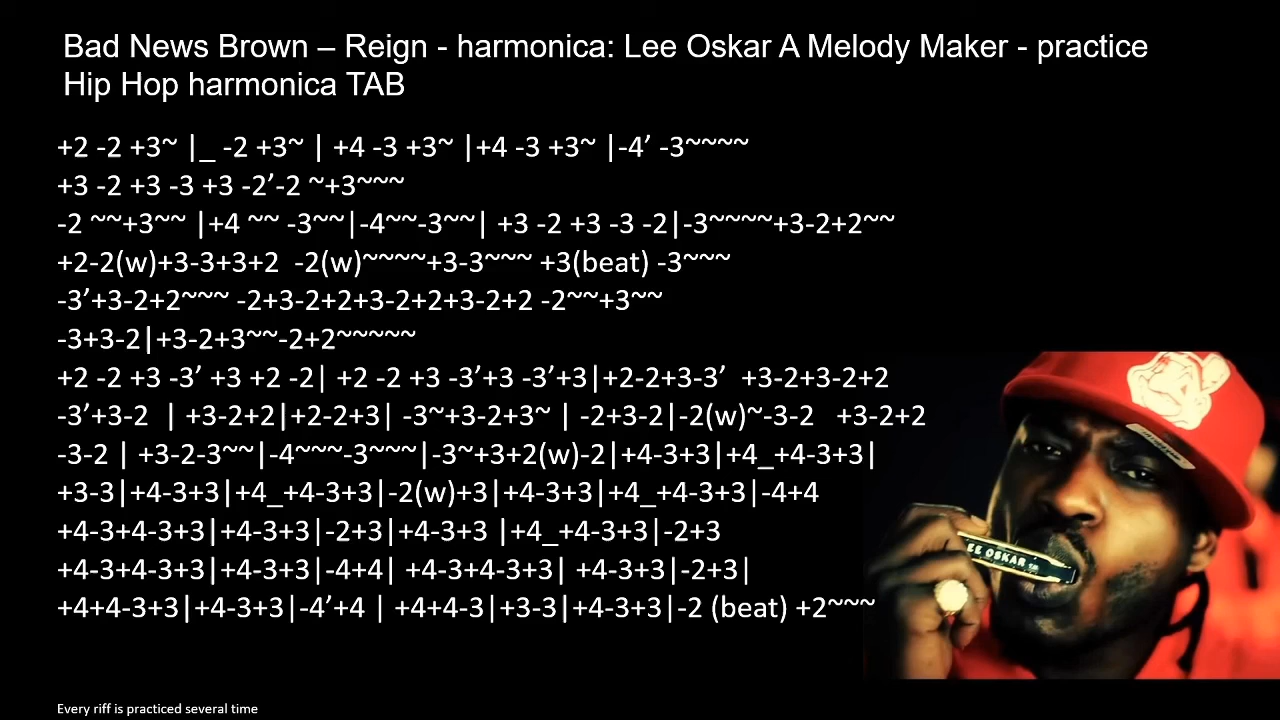 Bad News Brown – Reign - harmonica: Lee Oskar A Melody Maker - practice
Hip Hop harmonica TAB
+2 -2 +3~ |_ -2 +3~ | +4 -3 +3~ |+4 -3 +3~ |-4’ -3~~~~
+3 -2 +3 -3 +3 -2’-2 ~+3~~~
-2 ~~+3~~ |+4 ~~ -3~~|-4~~-3~~| +3 -2 +3 -3 -2|-3~~~~+3-2+2~~
+2-2(w)+3-3+3+2  -2(w)~~~~+3-3~~~ +3(beat) -3~~~
-3’+3-2+2~~~ -2+3-2+2+3-2+2+3-2+2 -2~~+3~~
-3+3-2|+3-2+3~~-2+2~~~~~
+2 -2 +3 -3’ +3 +2 -2| +2 -2 +3 -3’+3 -3’+3|+2-2+3-3’  +3-2+3-2+2
-3’+3-2  | +3-2+2|+2-2+3| -3~+3-2+3~ | -2+3-2|-2(w)~-3-2   +3-2+2
-3-2 | +3-2-3~~|-4~~~-3~~~|-3~+3+2(w)-2|+4-3+3|+4_+4-3+3|
+3-3|+4-3+3|+4_+4-3+3|-2(w)+3|+4-3+3|+4_+4-3+3|-4+4
+4-3+4-3+3|+4-3+3|-2+3|+4-3+3 |+4_+4-3+3|-2+3
+4-3+4-3+3|+4-3+3|-4+4| +4-3+4-3+3| +4-3+3|-2+3|
+4+4-3+3|+4-3+3|-4’+4 | +4+4-3|+3-3|+4-3+3|-2 (beat) +2~~~
LEE OSKAR
Every riff is practiced several time